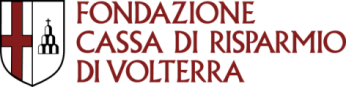 FONDAZIONE
CASSA DI RISPARMIO
DI VOLTERRA